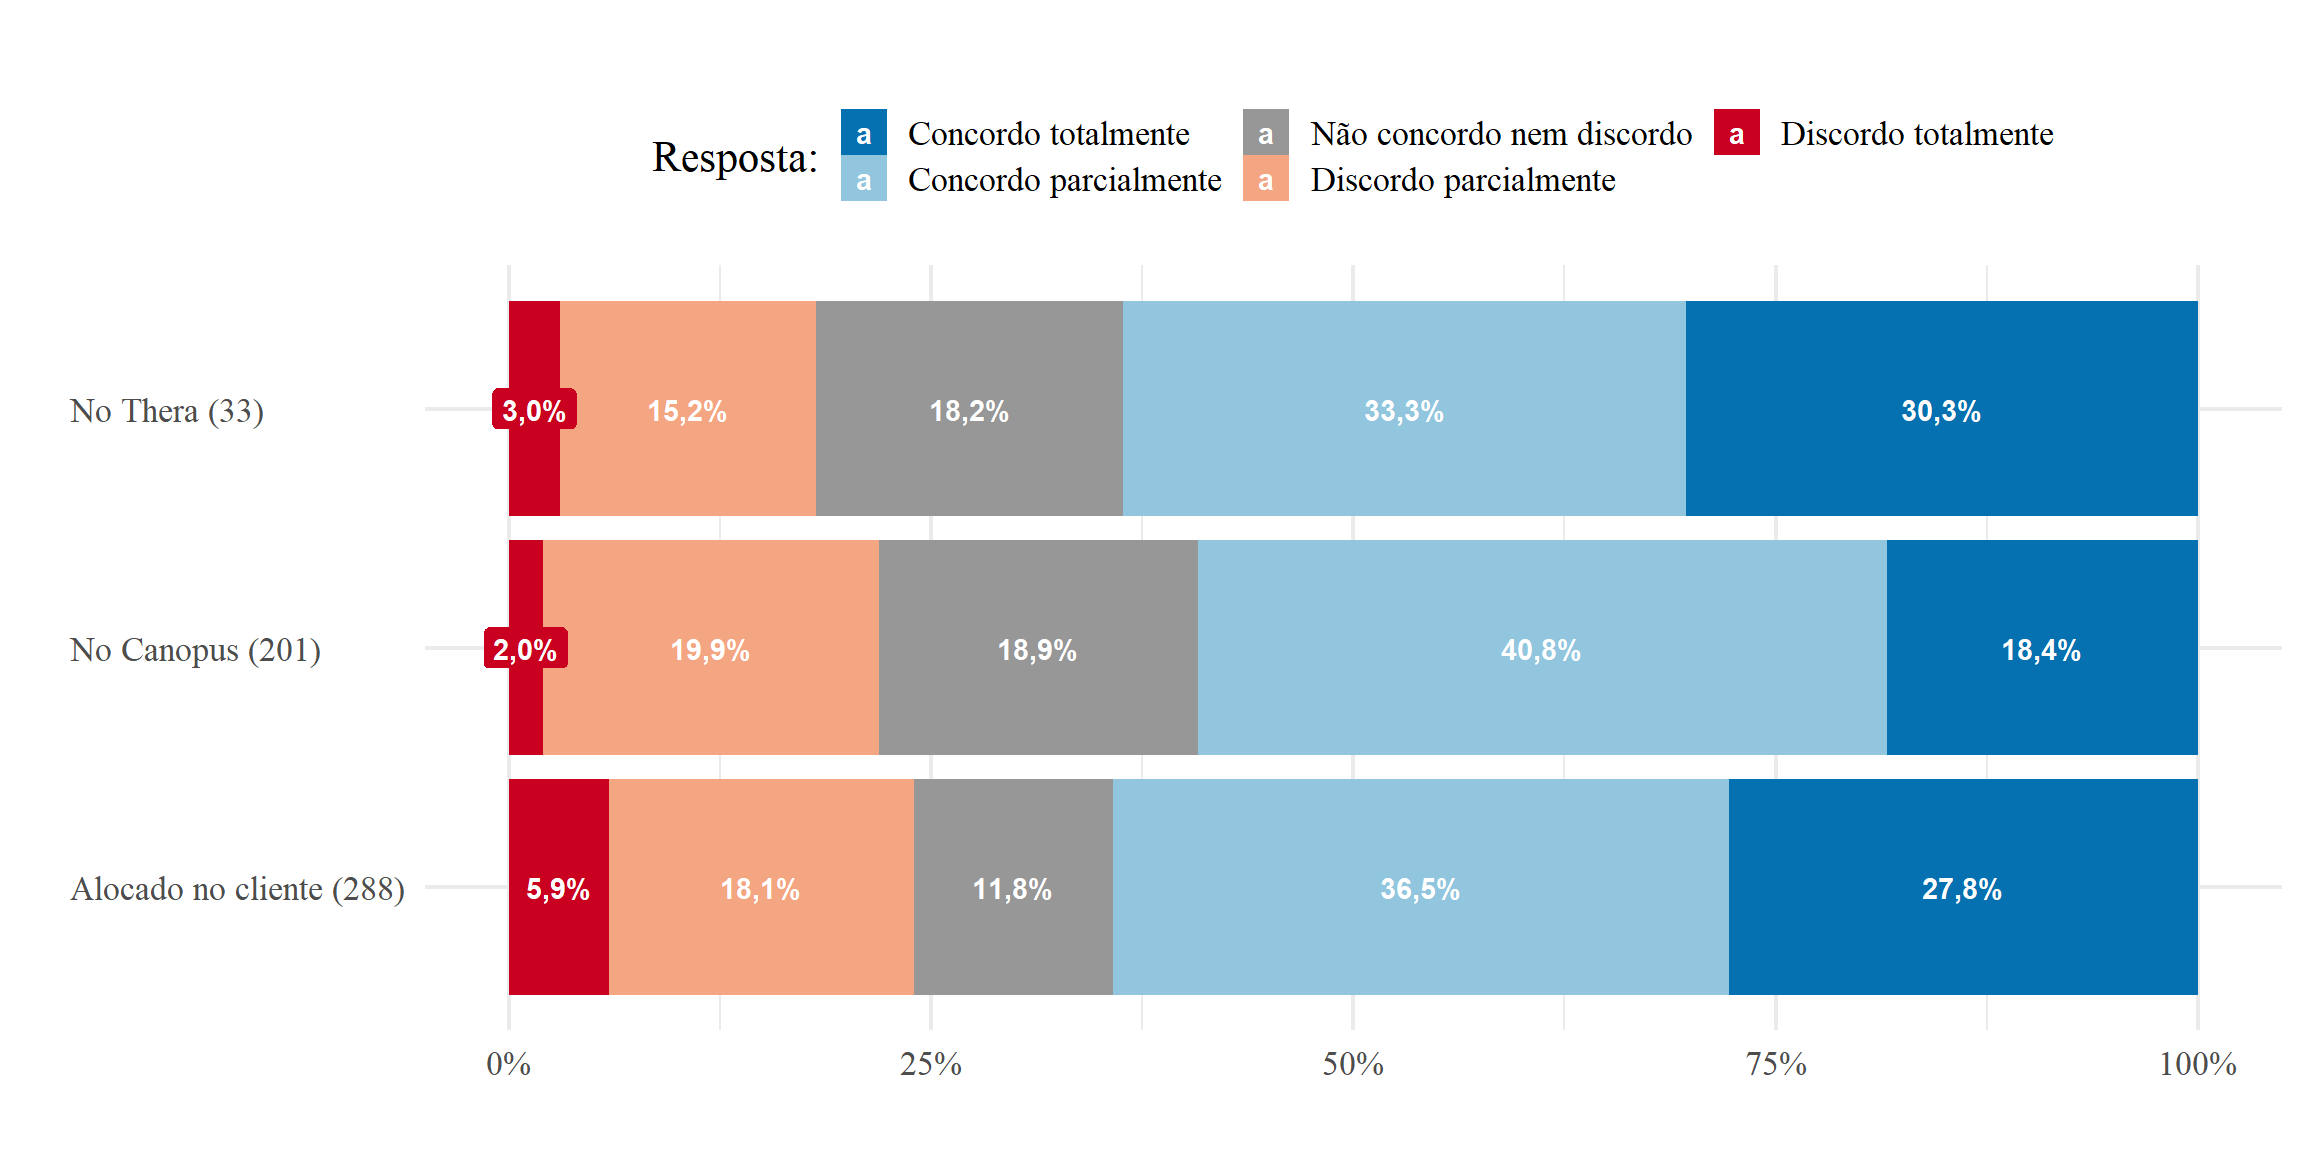 Resposta:
a Concordo totalmente
a Não concordo nem discordo
a Discordo totalmente
a Concordo parcialmente
a Discordo parcialmente
No Thera (33)
3,0% 15,2% 18,2% 33,3% 30,3%
No Canopus (201)
2,0% 19,9% 18,9% 40,8% 18,4%
Alocado no cliente (288)
5,9% 18,1% 11,8% 36,5% 27,8%
0% 25% 50% 75% 100%